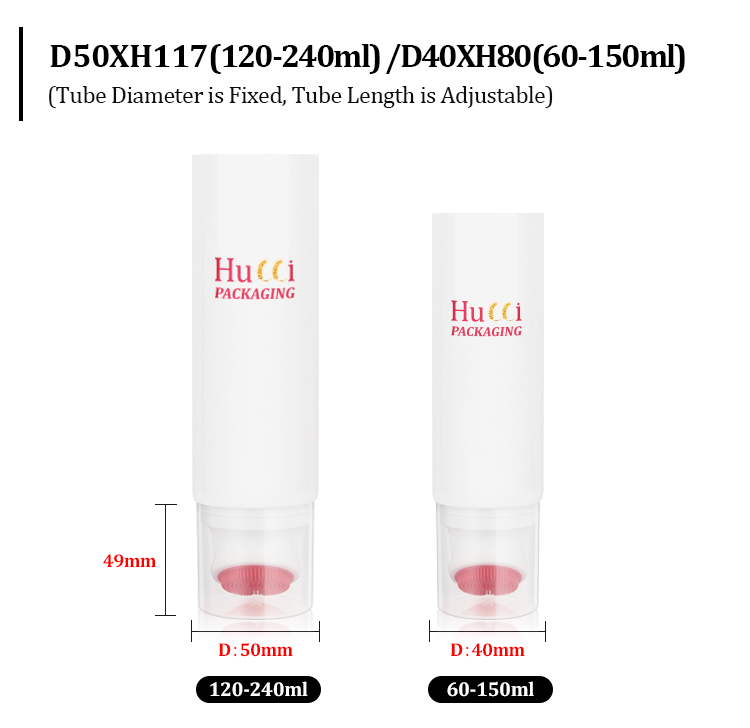 D50XH117(120-240ml) /D40XH80(60-150ml)
(Tube Diameter is Fixed, Tube Length is Adjustable)
Hucci
PACKAGING
Hucci
PACKAGING
49mm
D:50mm
D:40mm
120-240ml
60-150ml